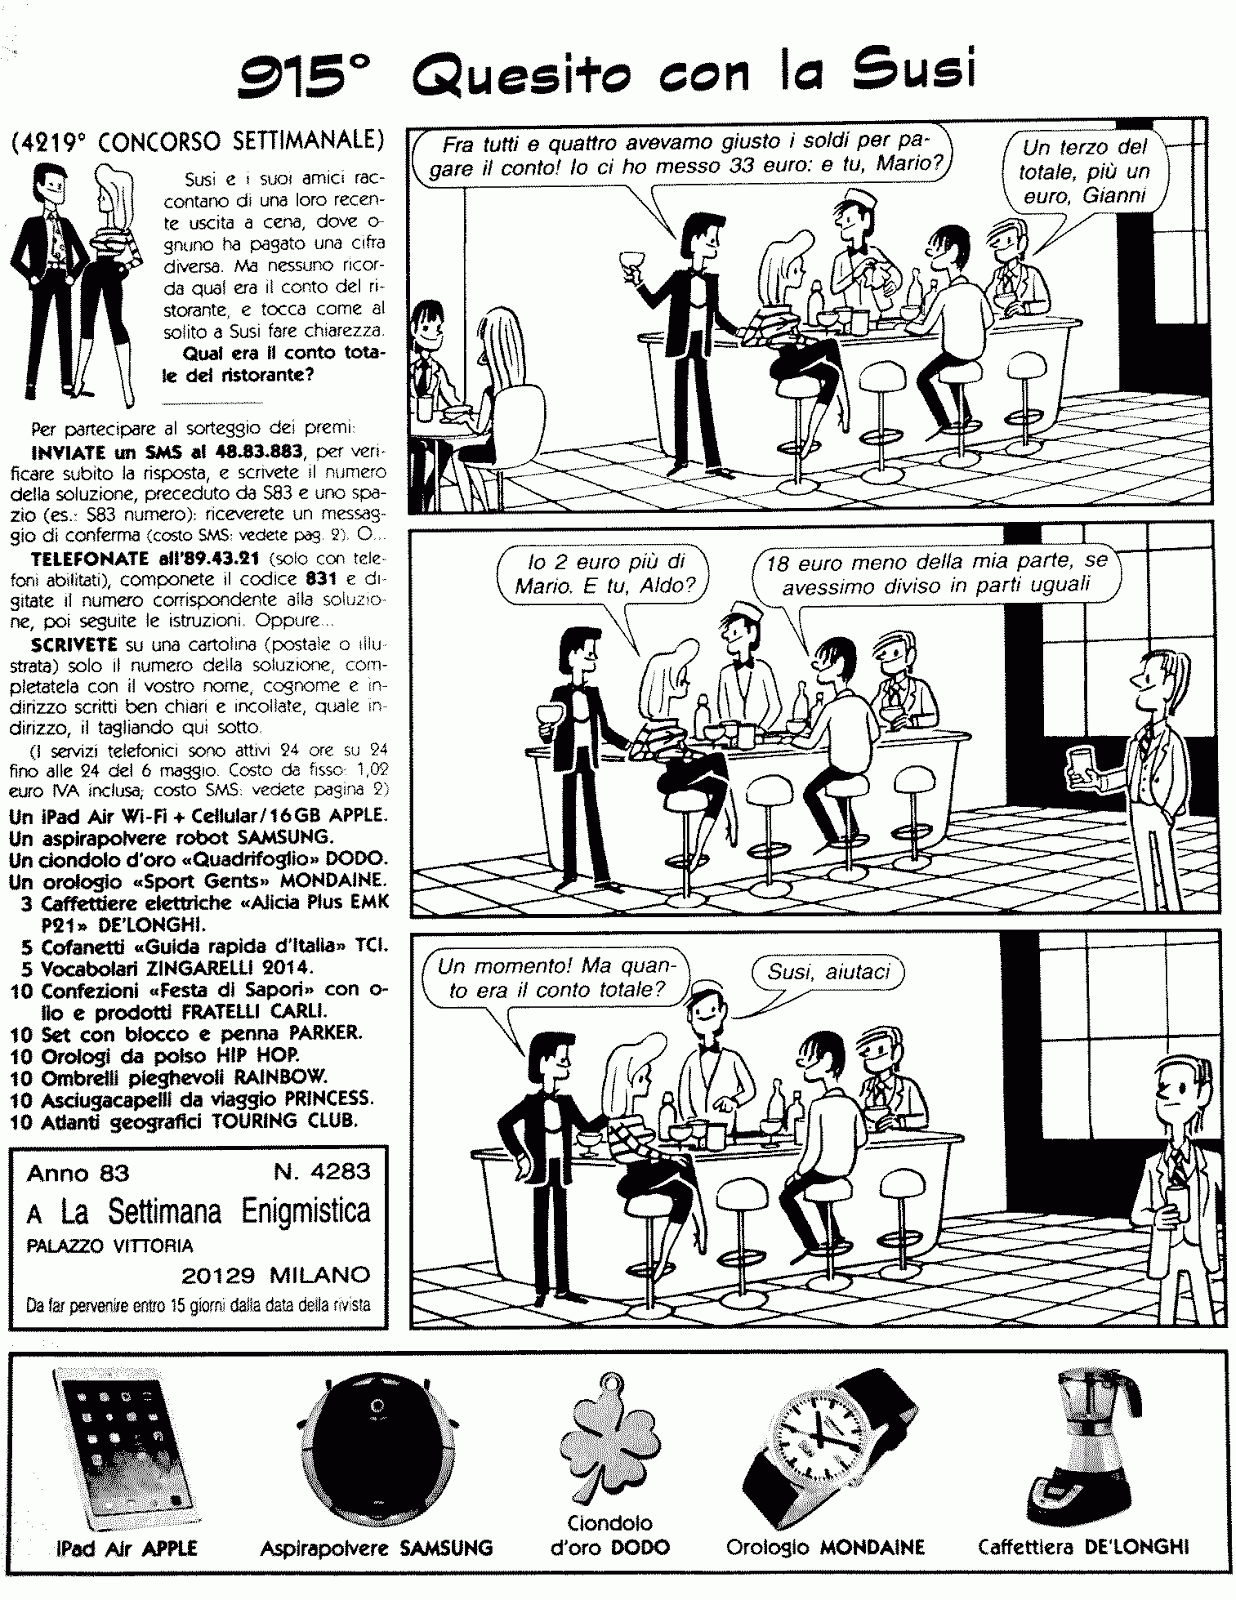 915° Quesito con la Susi
(4219° CONCORSO SETTIMANALE)
Susi e i suoi amici rac-
contano di una loro recen-
te uscita a cena, dove o-
gnuno ha pagato una cifra
diversa. Ma nessuno ricor-
da qual era il conto del ri-
storante, e tocca come al
solito a Susi fare chiarezza.
Qual era il conto tota-
le del ristorante?
Per partecipare al sorteggio dei premi:
INVIATE un SMS al 48.83.883, per veri-
ficare subito la risposta, e scrivete il numero
della soluzione, preceduto da S83 e uno spa-
zio (es.: S83 numero): riceverete un messag-
gio di conferma (costo SMS: vedete pag. 2). O...
TELEFONATE all'89.43.21 (solo con tele-
foni abilitati), componete il codice 831 e di-
gitate il numero corrispondente alla soluzio-
ne, poi seguite le istruzioni. Oppure...
SCRIVETE su una cartolina (postale o illu-
strata) solo il numero della soluzione, com-
pletatela con il vostro nome, cognome e in-
dirizzo scritti ben chiari e incollate, quale in-
dirizzo, il tagliando qui sotto.
(I servizi telefonici sono attivi 24 ore su 24
fino alle 24 del 6 maggio. Costo da fisso: 1,02
euro IVA inclusa; costo SMS: vedete pagina 2)
Un iPad Air Wi-Fi + Cellular/16GB APPLE.
Un aspirapolvere robot SAMSUNG.
Un ciondolo d'oro «Quadrifoglio» DODO.
Un orologio «Sport Gents» MONDAINE.
3 Caffettiere elettriche «Alicia Plus EMK
P21» DE'LONGHI.
5 Cofanetti «Guida rapida d'Italia» TCI.
5 Vocabolari ZINGARELLI 2014.
10 Confezioni «Festa di Sapori» con o-
lio e prodotti FRATELLI CARLI.
10 Set con blocco e penna PARKER.
10 Orologi da polso HIP HOP.
10 Ombrelli pieghevoli RAINBOW.
10 Asciugacapelli da viaggio PRINCESS.
10 Atlanti geografici TOURING CLUB.
Anno 83 N. 4283
A La Settimana Enigmistica
PALAZZO VITTORIA
20129 MILANO
Da far pervenire entro 15 giorni dalla data della rivista
Fra tutti e quattro avevamo giusto i soldi per pa-
gare il conto! Io ci ho messo 33 euro: e tu, Mario?
Un terzo del
totale, più un
euro, Gianni
Io 2 euro più di
Mario. E tu, Aldo?
18 euro meno della mia parte, se
avessimo diviso in parti uguali
Un momento! Ma quan-
to era il conto totale?
Susi, aiutaci
iPad Air APPLE
Aspirapolvere SAMSUNG
Ciondolo
d'oro DODO
Orologio MONDAINE
Caffettiera DE'LONGHI